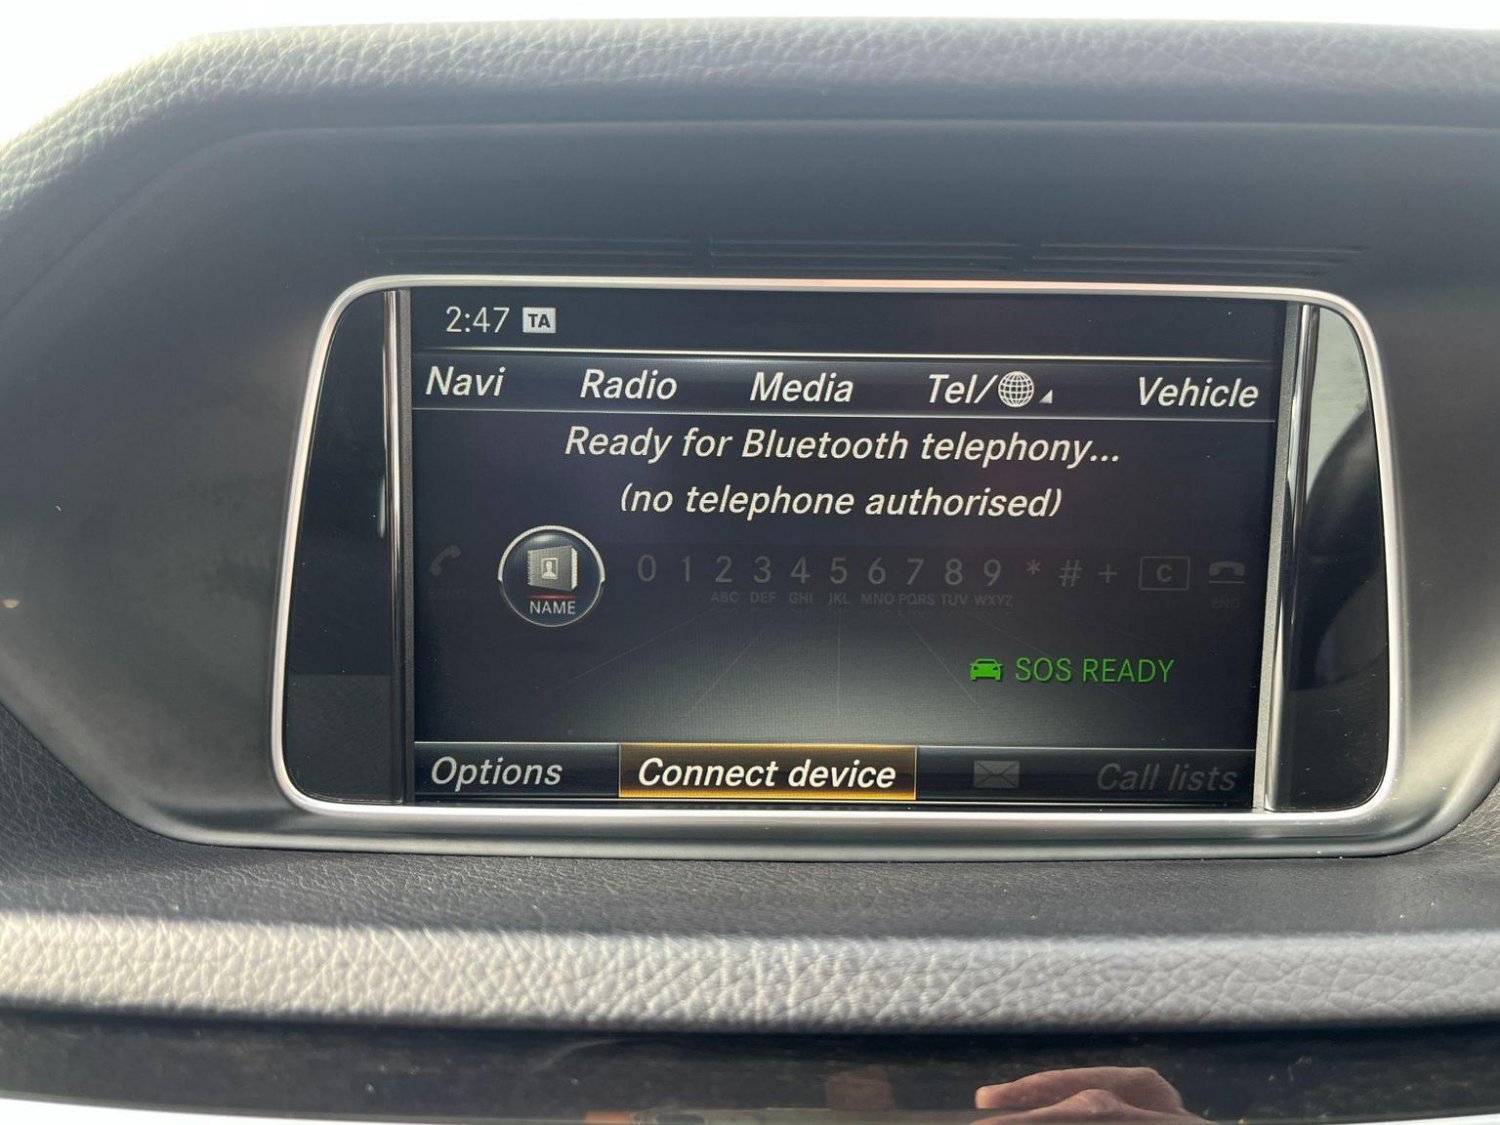 2:47 TA
Navi Radio Media Tel/ Vehicle
Ready for Bluetooth telephony...
(no telephone authorised)
NAME 0 1 2 3 4 5 6 7 8 9 * # + C
ABC DEF GHI JKL MNO PQRS TUV WXYZ
SOS READY
Options Connect device Call lists